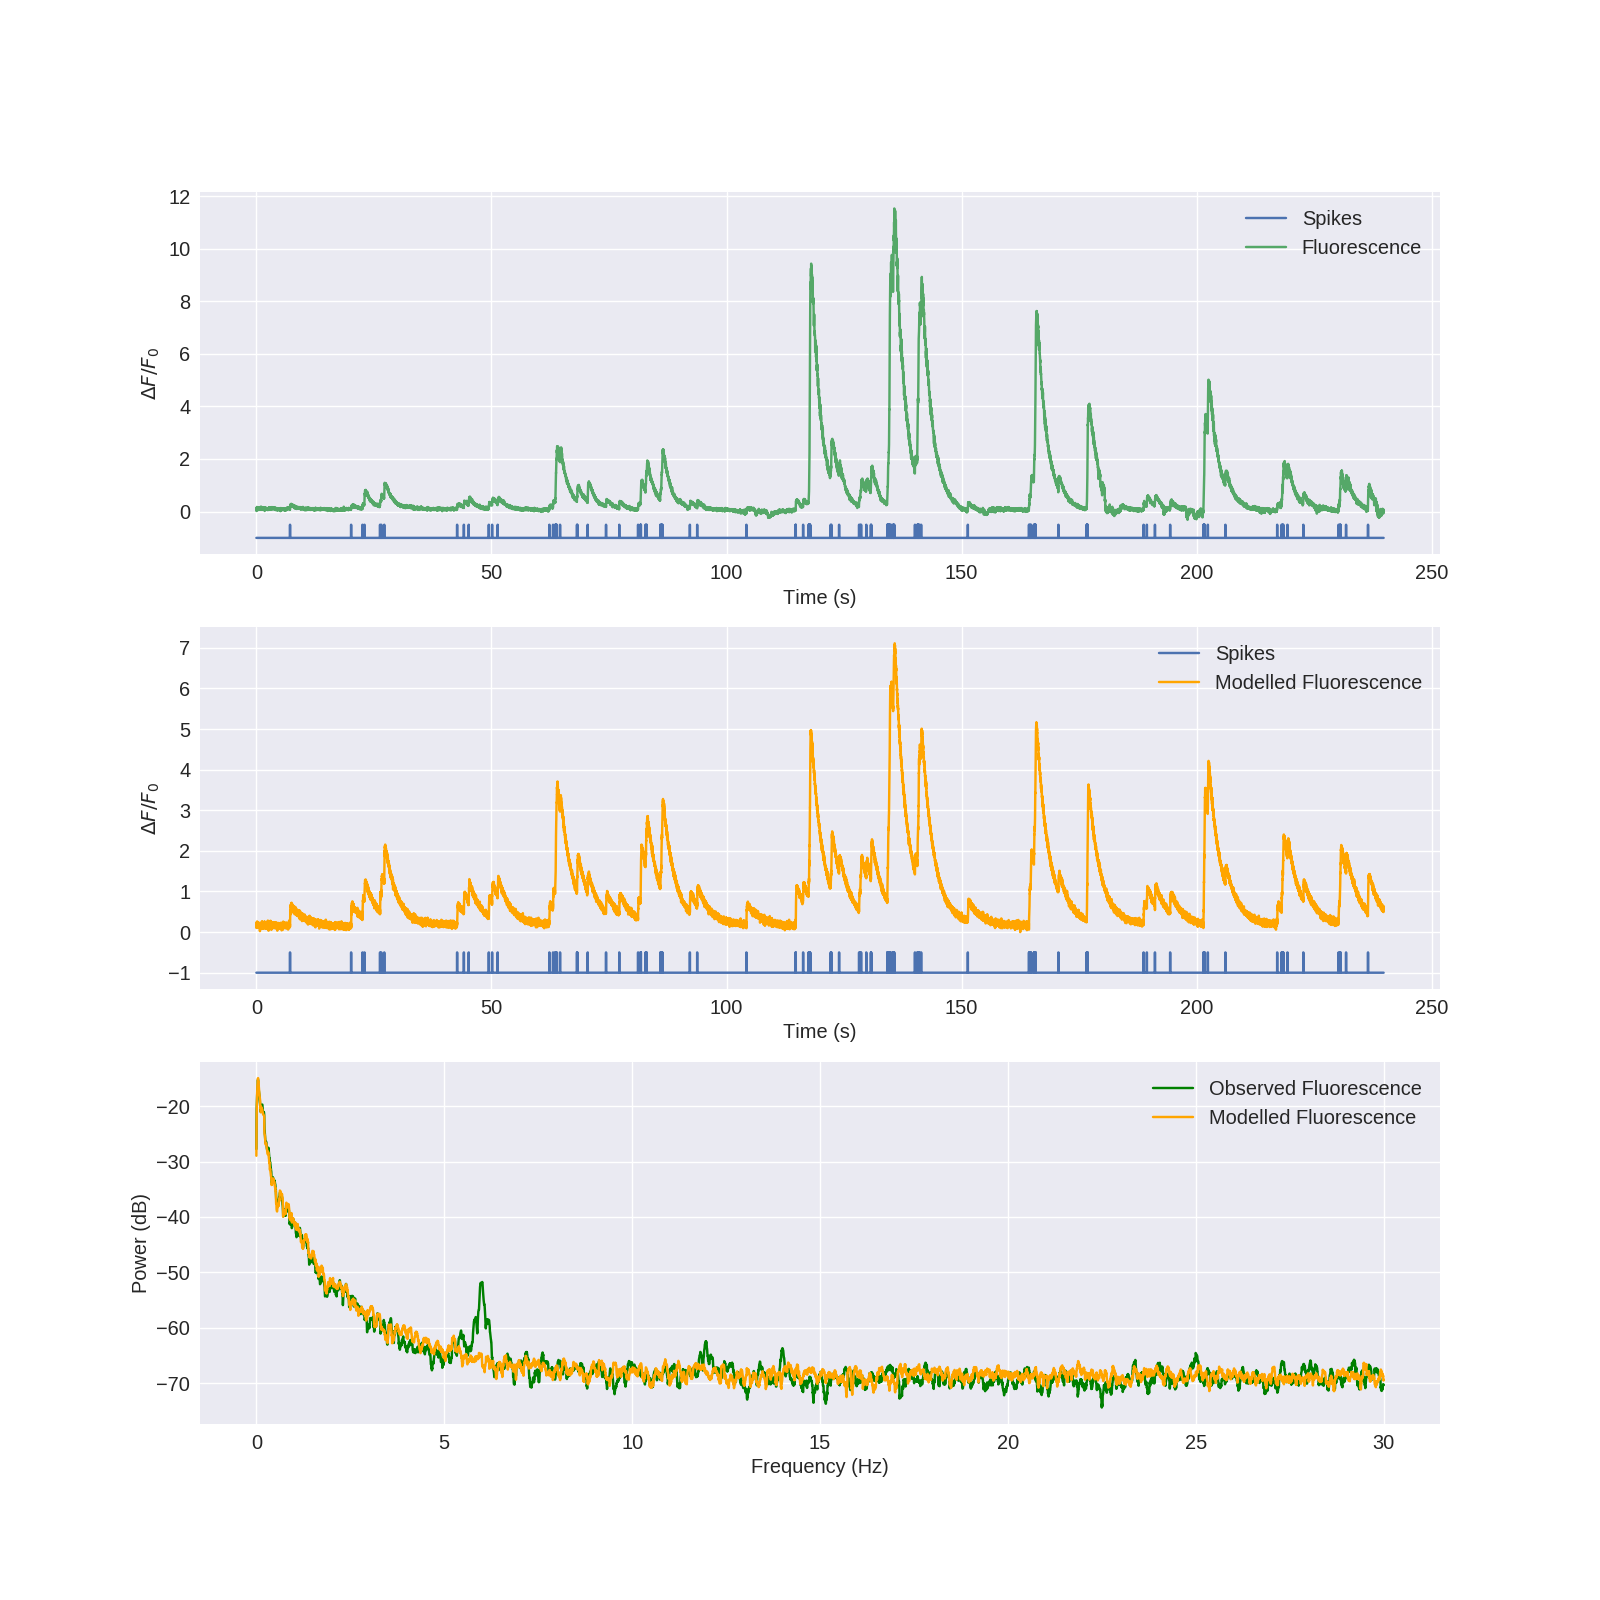 12
10
8
6
4
2
0
ΔF/F₀
Spikes
Fluorescence
0 50 100 150 200 250
Time (s)
7
6
5
4
3
2
1
0
−1
ΔF/F₀
Spikes
Modelled Fluorescence
0 50 100 150 200 250
Time (s)
−20
−30
−40
−50
−60
−70
Power (dB)
Observed Fluorescence
Modelled Fluorescence
0 5 10 15 20 25 30
Frequency (Hz)